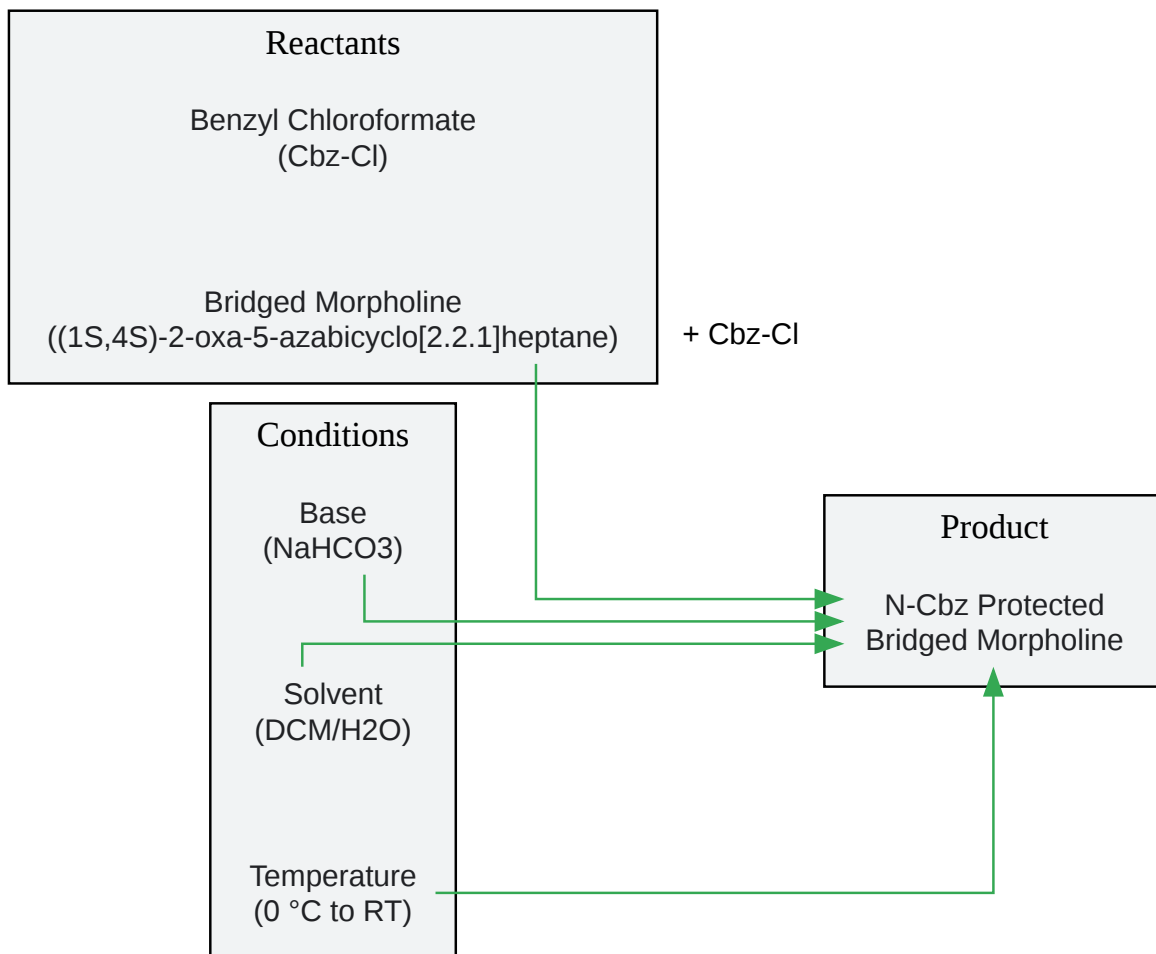 Reactants
Benzyl Chloroformate
(Cbz-Cl)
Bridged Morpholine
((1S,4S)-2-oxa-5-azabicyclo[2.2.1]heptane)
+ Cbz-Cl
Conditions
Base
(NaHCO3)
Solvent
(DCM/H2O)
Temperature
(0 °C to RT)
Product
N-Cbz Protected
Bridged Morpholine